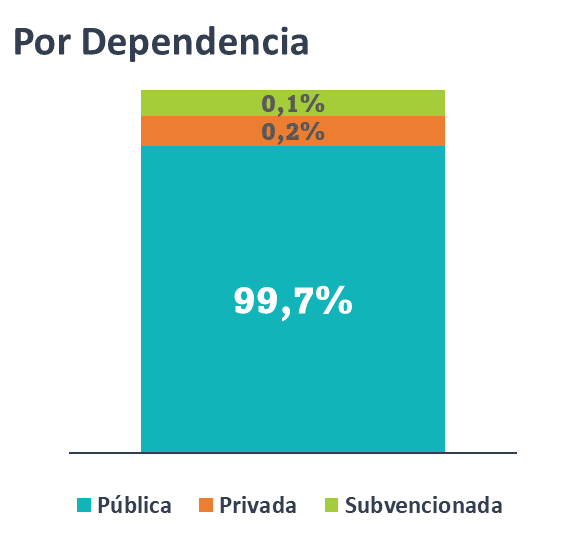 Por Dependencia
0,1%
0,2%
99,7%
Pública Privada Subvencionada